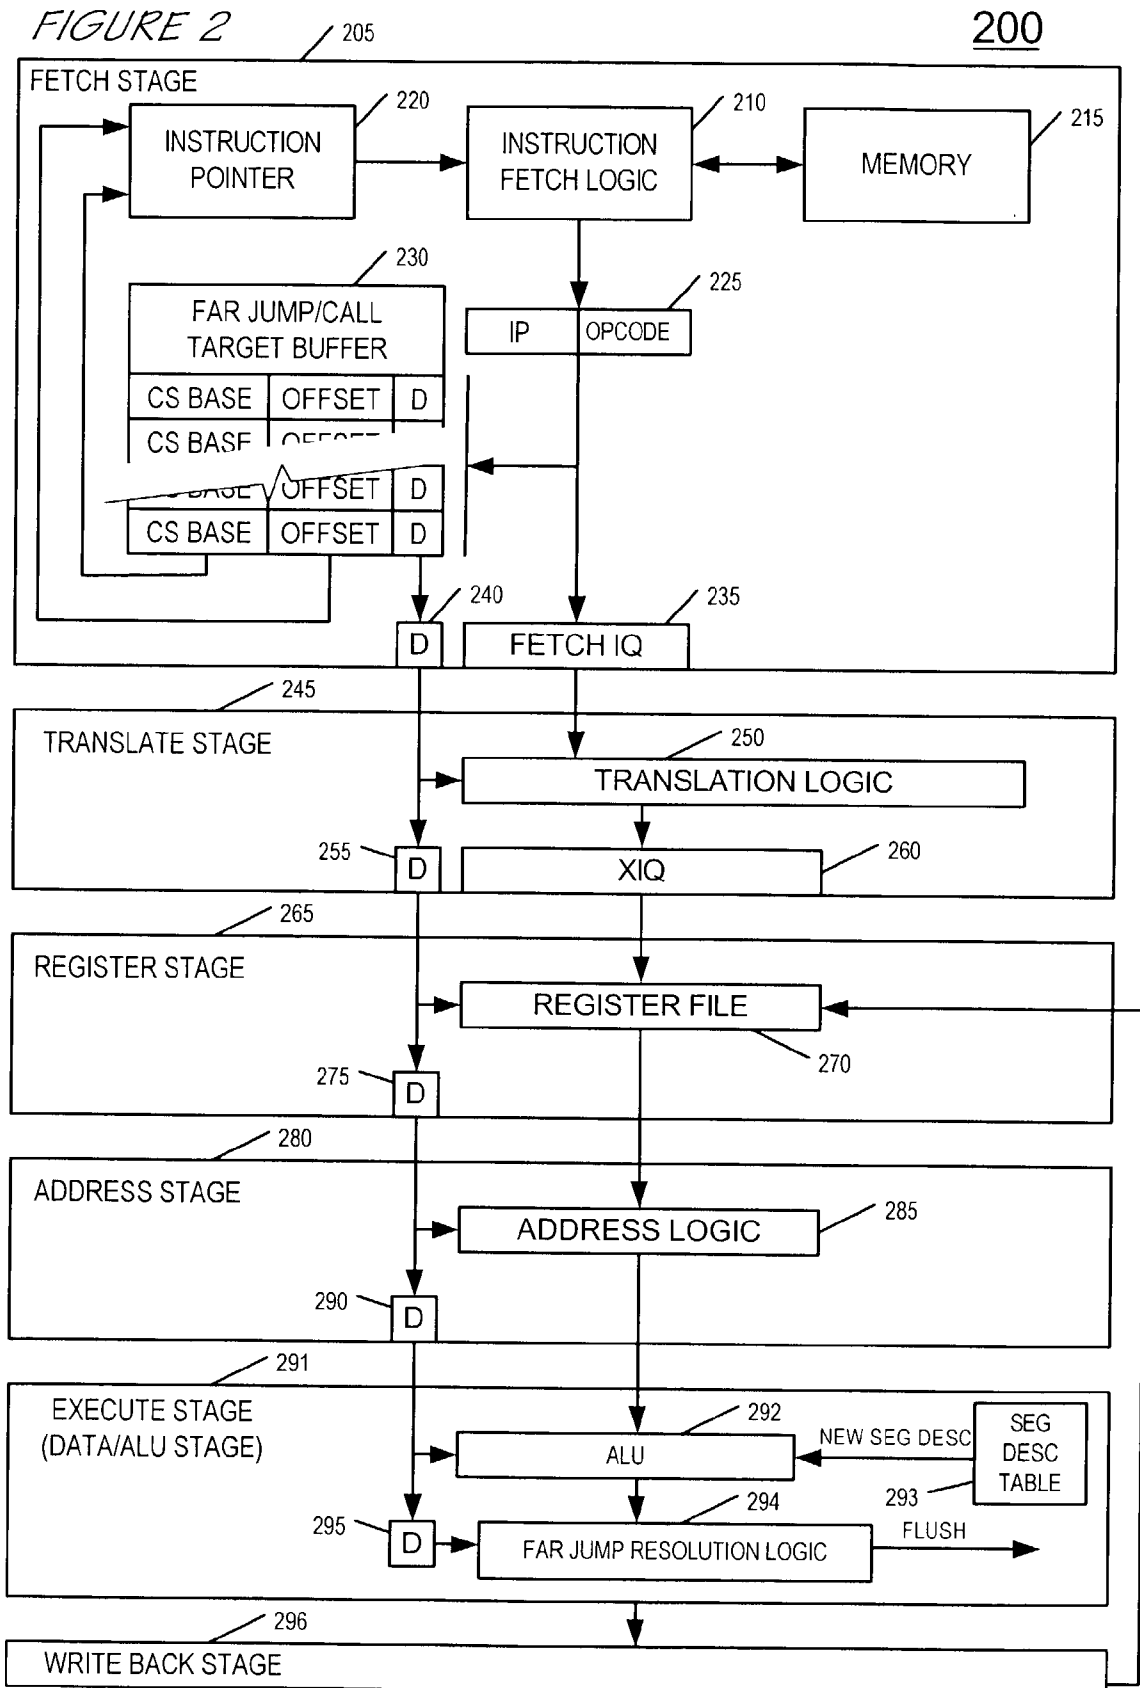 FIGURE 2
200
205
FETCH STAGE
220
210
215
INSTRUCTION
POINTER
INSTRUCTION
FETCH LOGIC
MEMORY
230
225
FAR JUMP/CALL
TARGET BUFFER
IP OPCODE
CS BASE OFFSET D
CS BASE OFFSET
CS BASE OFFSET D
CS BASE OFFSET D
240
235
D FETCH IQ
245
TRANSLATE STAGE
250
TRANSLATION LOGIC
255 D XIQ 260
265
REGISTER STAGE
REGISTER FILE
270
275 D
280
ADDRESS STAGE
ADDRESS LOGIC 285
290 D
291
EXECUTE STAGE
(DATA/ALU STAGE)
292
ALU
NEW SEG DESC
SEG
DESC
TABLE
293
294
295 D FAR JUMP RESOLUTION LOGIC
FLUSH
296
WRITE BACK STAGE